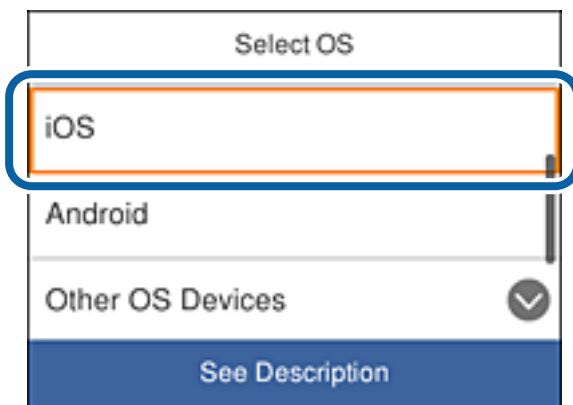 Select OS
iOS
Android
Other OS Devices
See Description